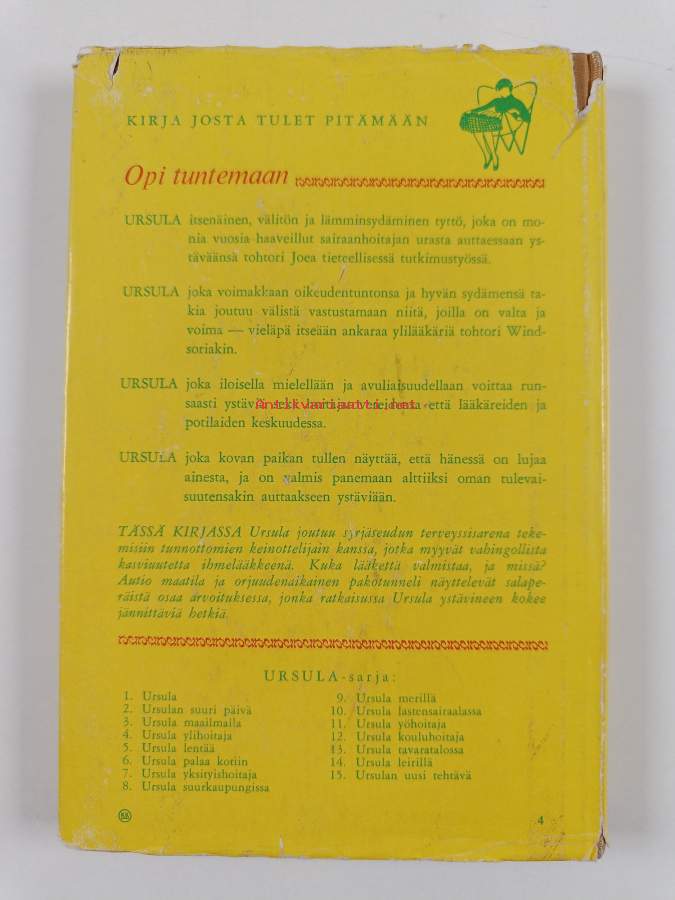 KIRJA JOSTA TULET PITÄMÄÄN
Opi tuntemaan
URSULA itsenäinen, välitön ja lämminsydäminen tyttö, joka on mo-
nia vuosia haaveillut sairaanhoitajan urasta auttaessaan ys-
täväänsä tohtori Joea tieteellisessä tutkimustyössä.
URSULA joka voimakkaan oikeudentuntonsa ja hyvän sydämensä ta-
kia joutuu välistä vastustamaan niitä, joilla on valta ja
voima — vieläpä itseään ankaraa ylilääkäriä tohtori Wind-
soriakin.
URSULA joka iloisella mielellään ja avuliaisuudellaan voittaa run-
saasti ystäviä sekä hoitajatovereidensa että lääkäreiden ja
potilaiden keskuudessa.
URSULA joka kovan paikan tullen näyttää, että hänessä on lujaa
ainesta, ja on valmis panemaan alttiiksi oman tulevai-
suutensakin auttaakseen ystäviään.
TÄSSÄ KIRJASSA Ursula joutuu syrjäseudun terveyssisarena teke-
misiin tunnottomien keinottelijain kanssa, jotka myyvät vahingollista
kasviuutetta ihmelääkkeenä. Kuka lääkettä valmistaa, ja missä?
Autio maatila ja orjuudenaikainen pakotunneli näyttelevät salape-
räistä osaa arvoituksessa, jonka ratkaisussa Ursula ystävineen kokee
jännittäviä hetkiä.
URSULA-sarja:
1. Ursula
2. Ursulan suuri päivä
3. Ursula maailmalla
4. Ursula ylihoitaja
5. Ursula lentää
6. Ursula palaa kotiin
7. Ursula yksityishoitaja
8. Ursula suurkaupungissa
9. Ursula merillä
10. Ursula lastensairaalassa
11. Ursula yöhoitaja
12. Ursula kouluhoitaja
13. Ursula tavaratalossa
14. Ursula leirillä
15. Ursulan uusi tehtävä
KK
4